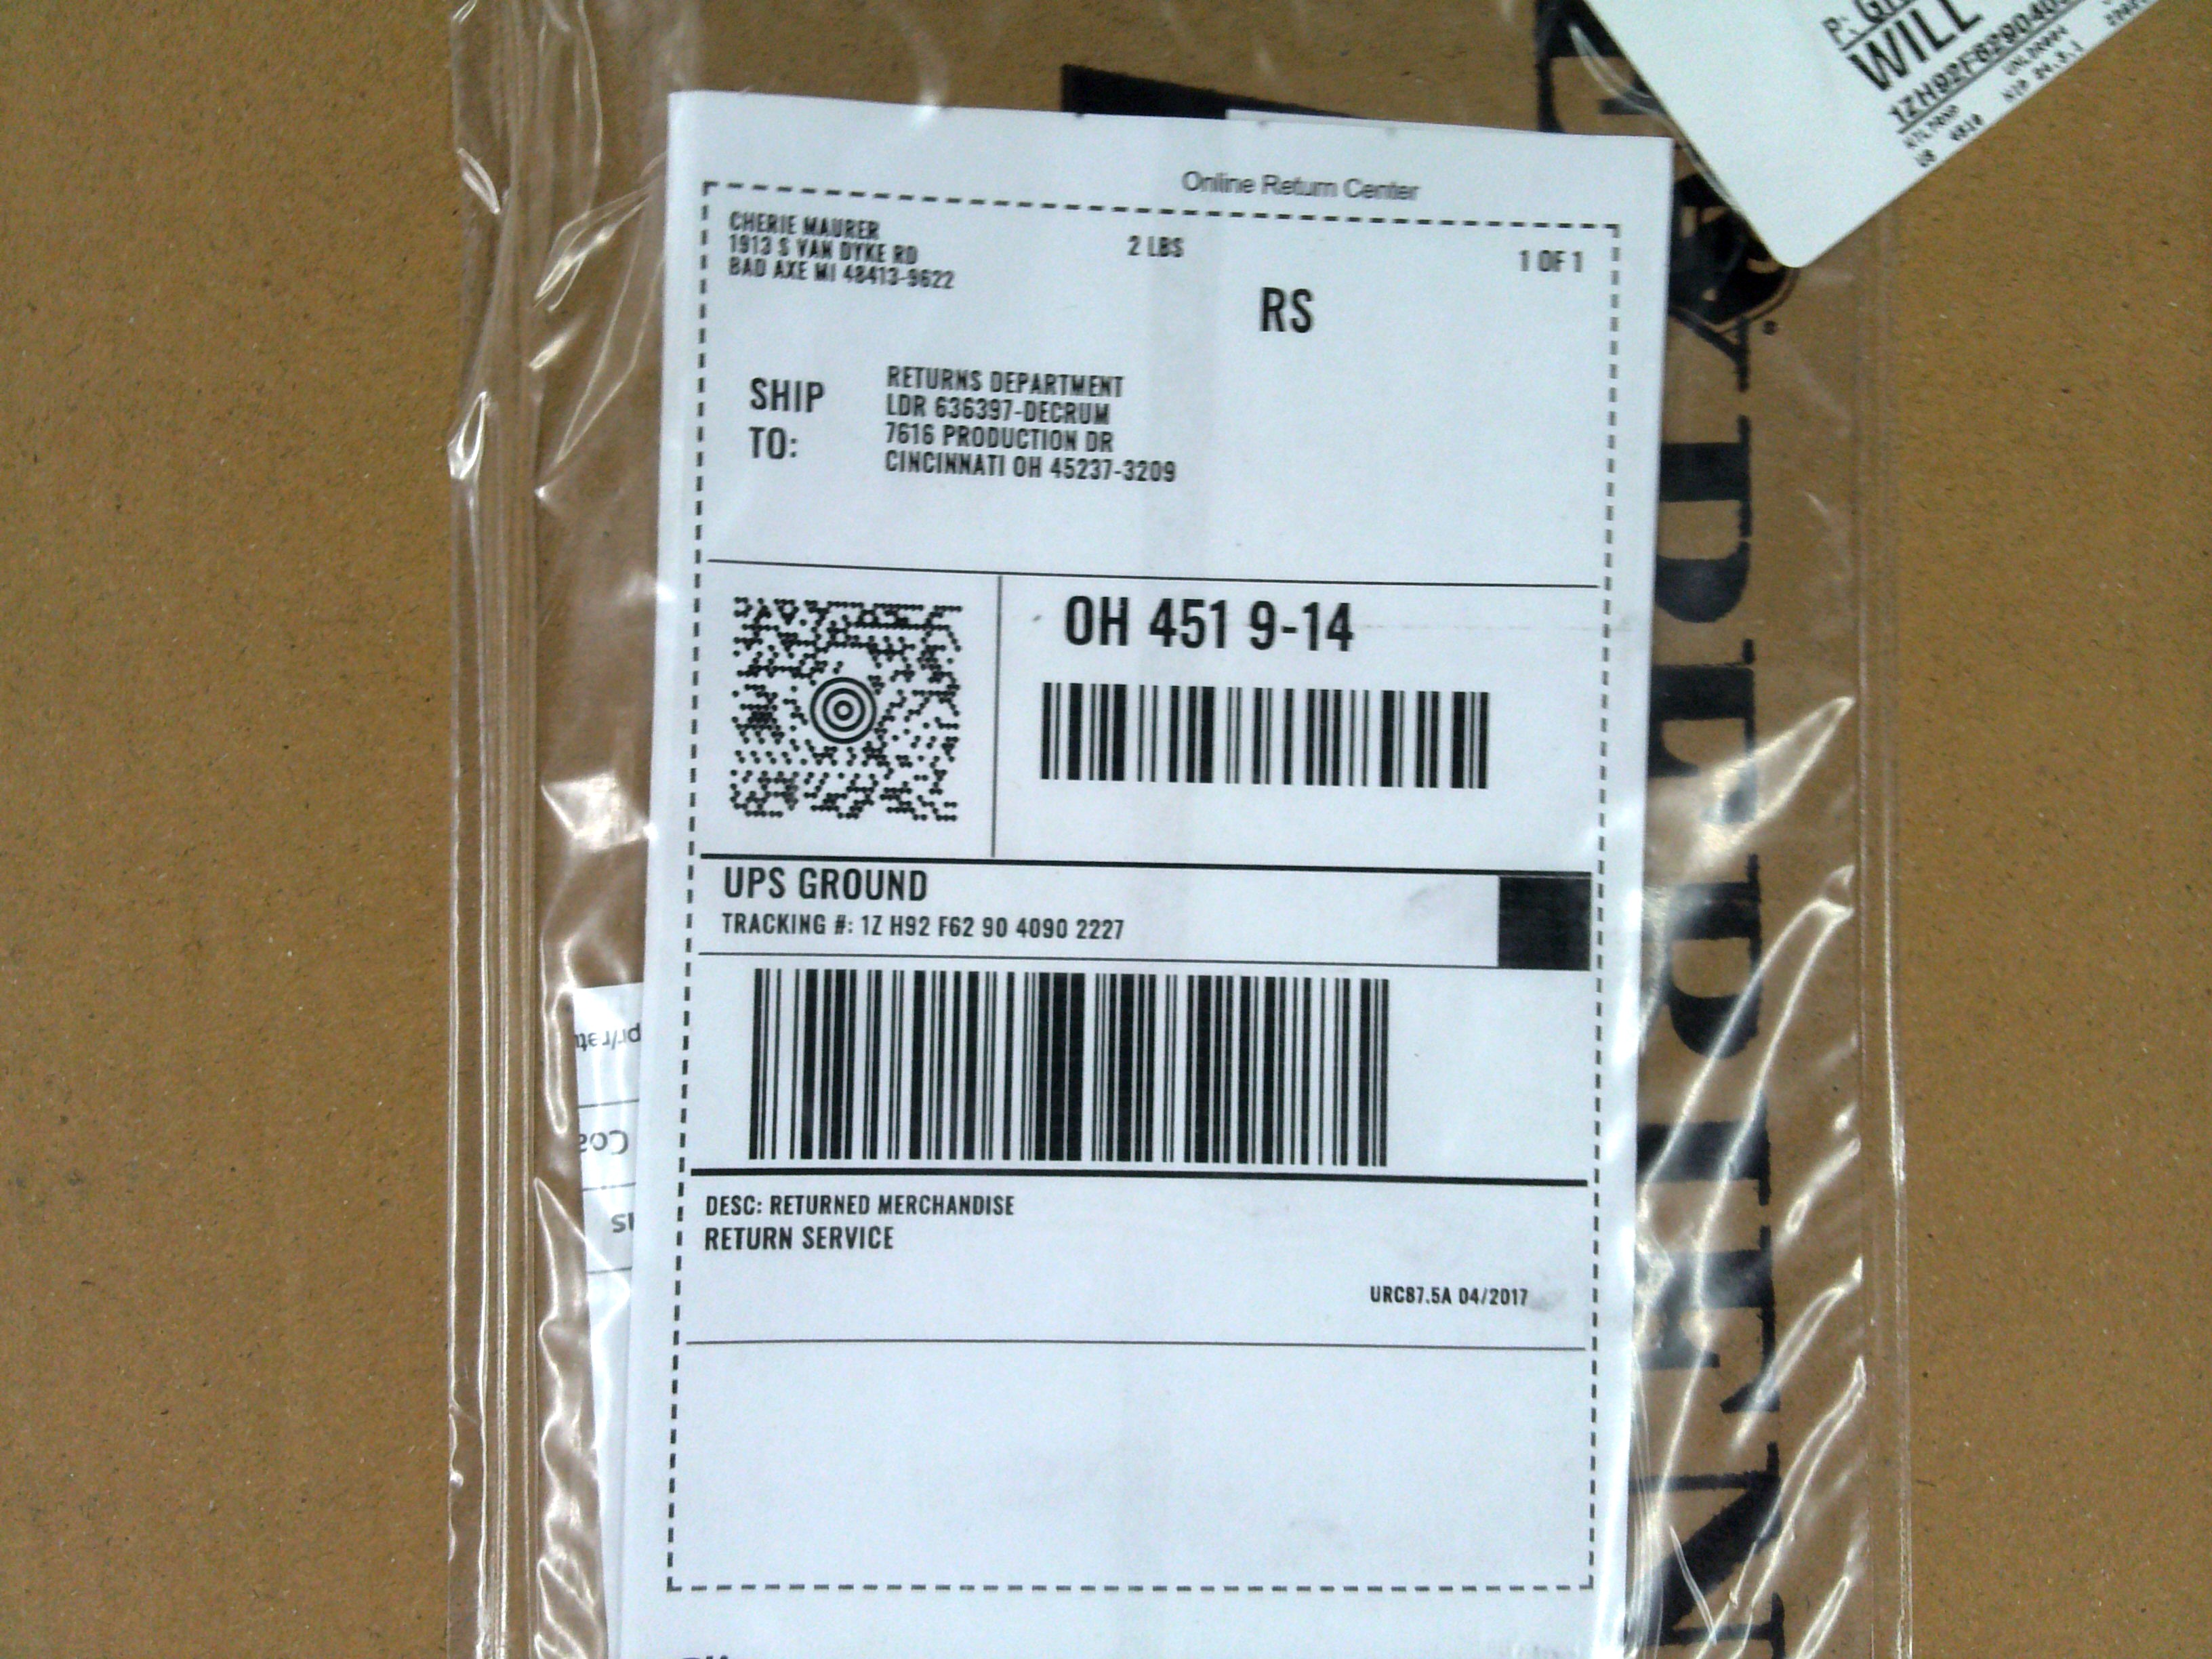 Online Return Center
CHERIE MAURER
1913 S VAN DYKE RD
BAD AXE MI 48413-9622
2 LBS
1 OF 1
RS
SHIP TO:
RETURNS DEPARTMENT
LDR 636397-DECRUM
7616 PRODUCTION DR
CINCINNATI OH 45237-3209
OH 451 9-14
UPS GROUND
TRACKING #: 1Z H92 F62 90 4090 2227
DESC: RETURNED MERCHANDISE
RETURN SERVICE
URC87.5A 04/2017
P:
WILL